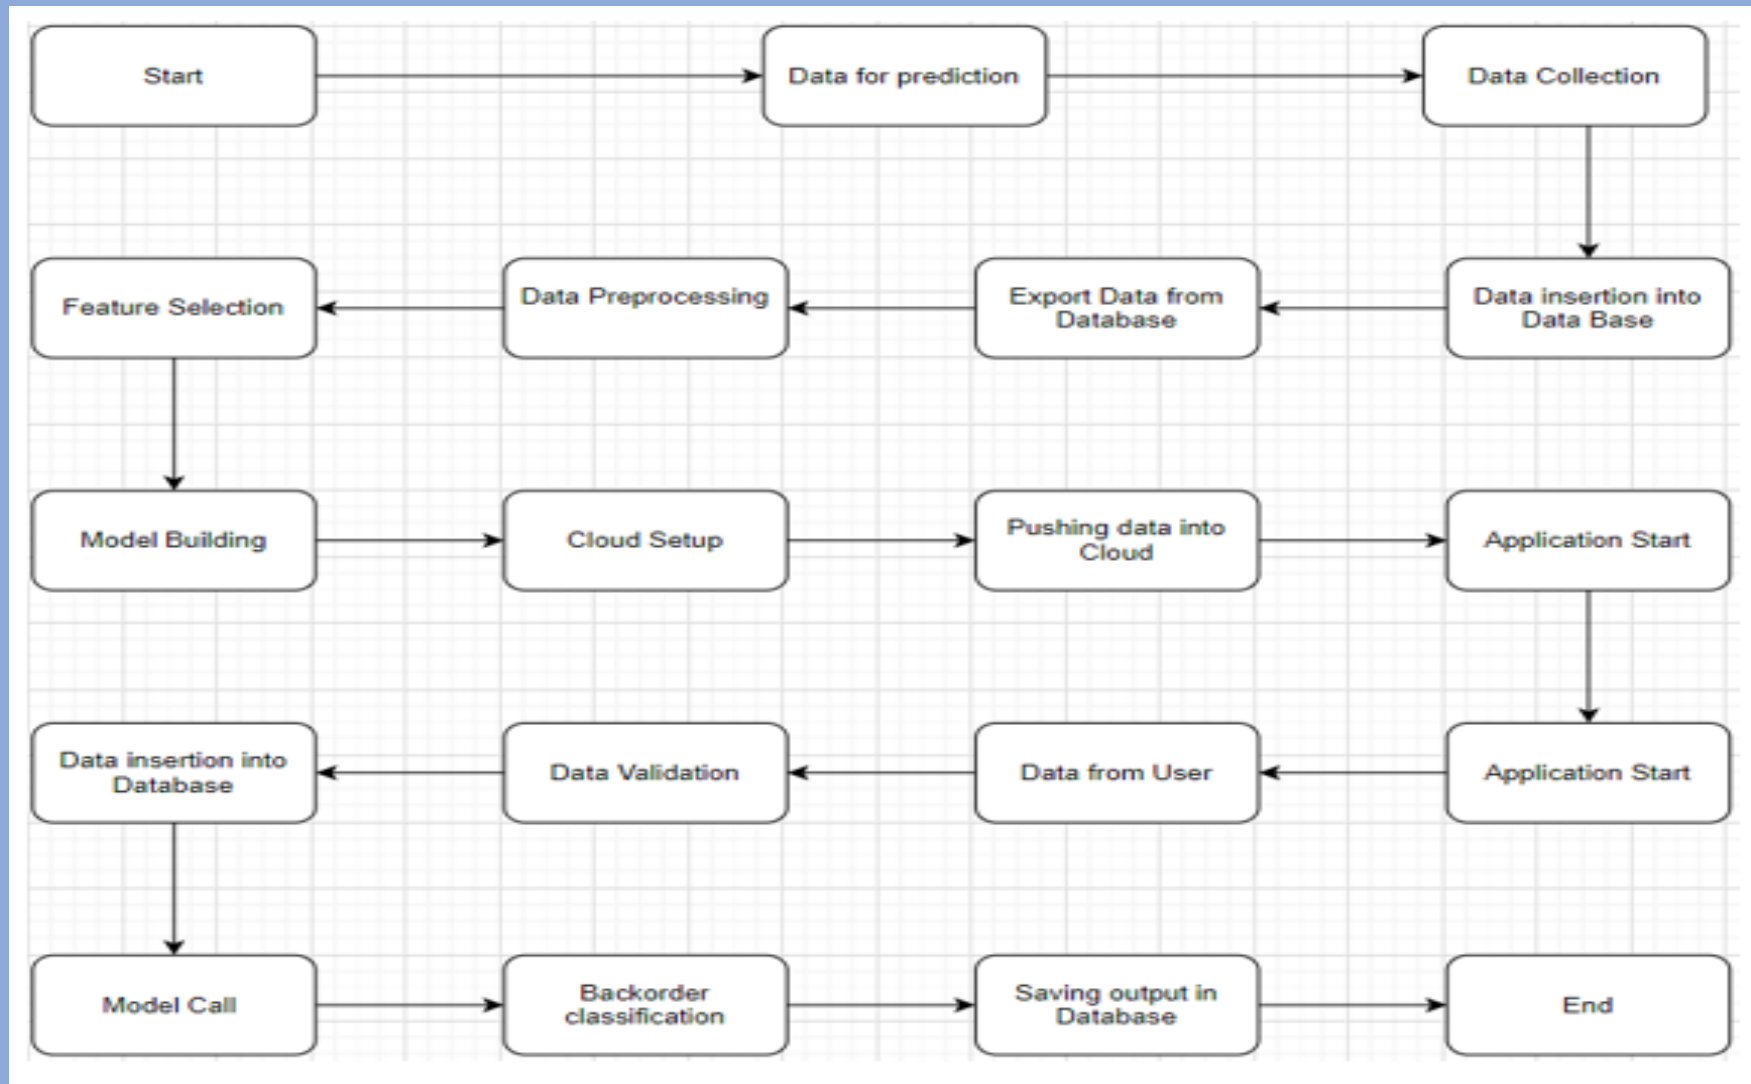 Start
Data for prediction
Data Collection
Feature Selection
Data Preprocessing
Export Data from
Database
Data insertion into
Data Base
Model Building
Cloud Setup
Pushing data into
Cloud
Application Start
Data insertion into
Database
Data Validation
Data from User
Application Start
Model Call
Backorder
classification
Saving output in
Database
End